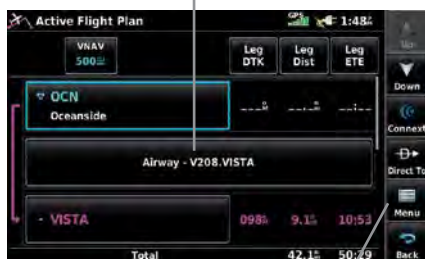 Active Flight Plan
GPS
1:48
VNAV
500
Leg DTK
Leg Dist
Leg ETE
Up
Down
OCN
Oceanside
Connext
Airway - V208.VISTA
Direct To
VISTA
098
9.1
10:53
Menu
Total
42.1
50:29
Back